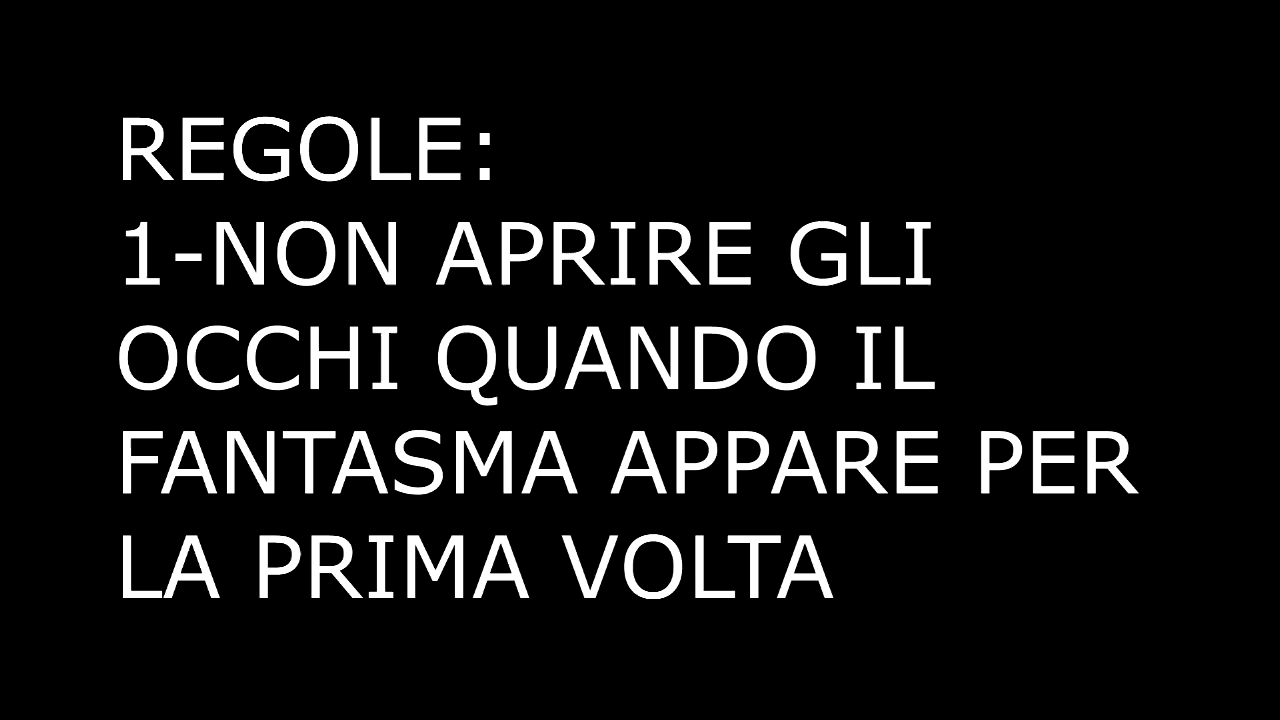 REGOLE:
1-NON APRIRE GLI
OCCHI QUANDO IL
FANTASMA APPARE PER
LA PRIMA VOLTA